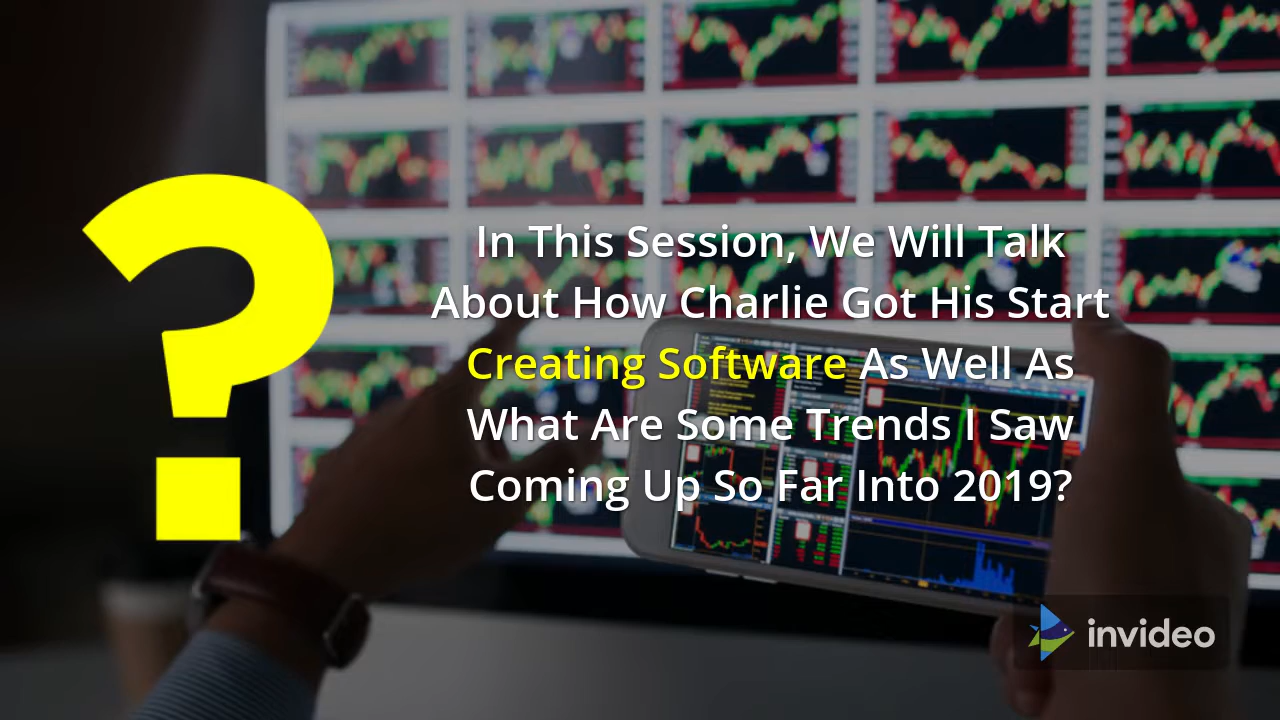 In This Session, We Will Talk
About How Charlie Got His Start
Creating Software As Well As
What Are Some Trends I Saw
Coming Up So Far Into 2019?
?
invideo